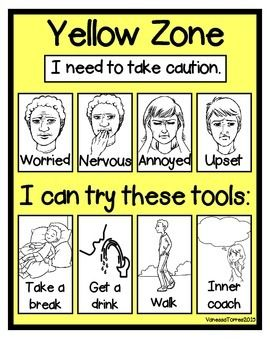 Yellow Zone
I need to take caution.
Worried Nervous Annoyed Upset
I can try these tools:
Take a break
Get a drink
Walk
Inner coach
VanessaTorres2015